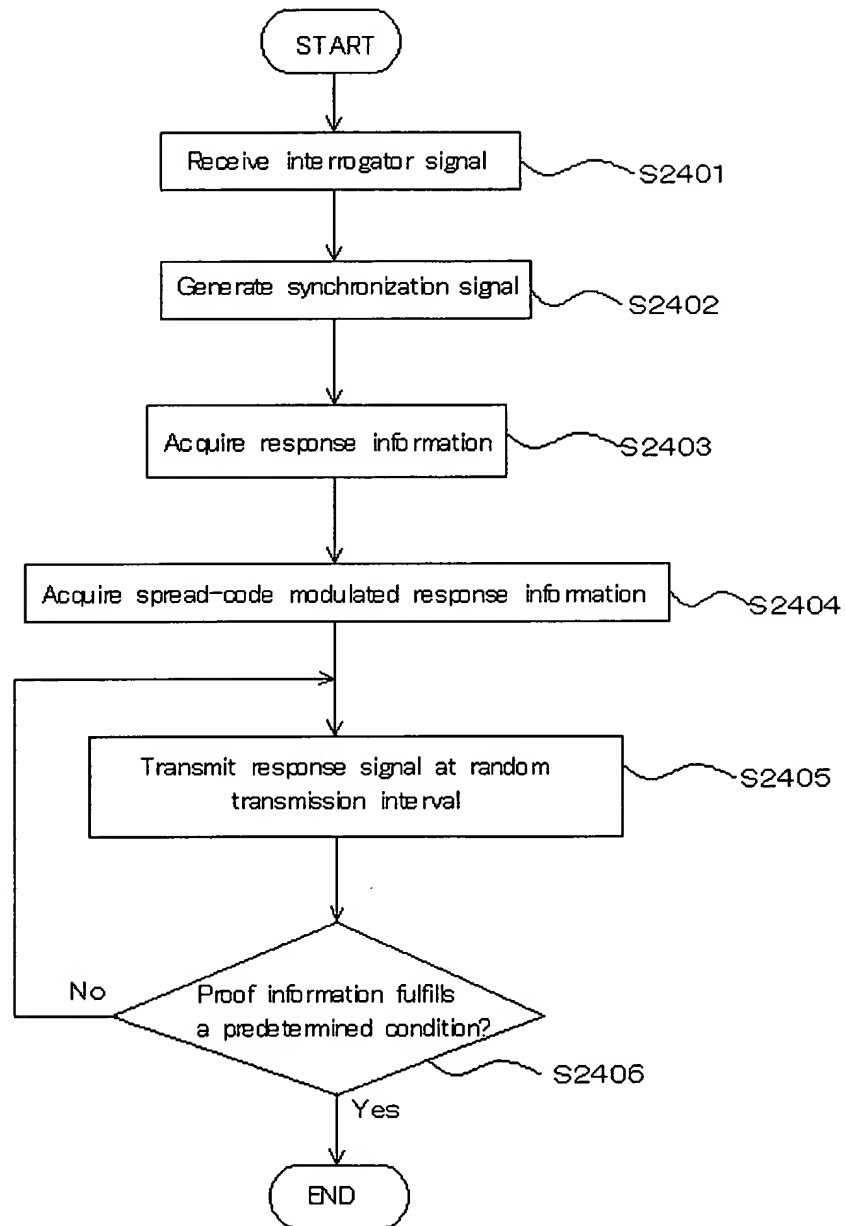 START
Receive interrogator signal
S2401
Generate synchronization signal
S2402
Acquire response information
S2403
Acquire spread-code modulated response information
S2404
Transmit response signal at random
transmission interval
S2405
No
Proof information fulfills
a predetermined condition?
S2406
Yes
END